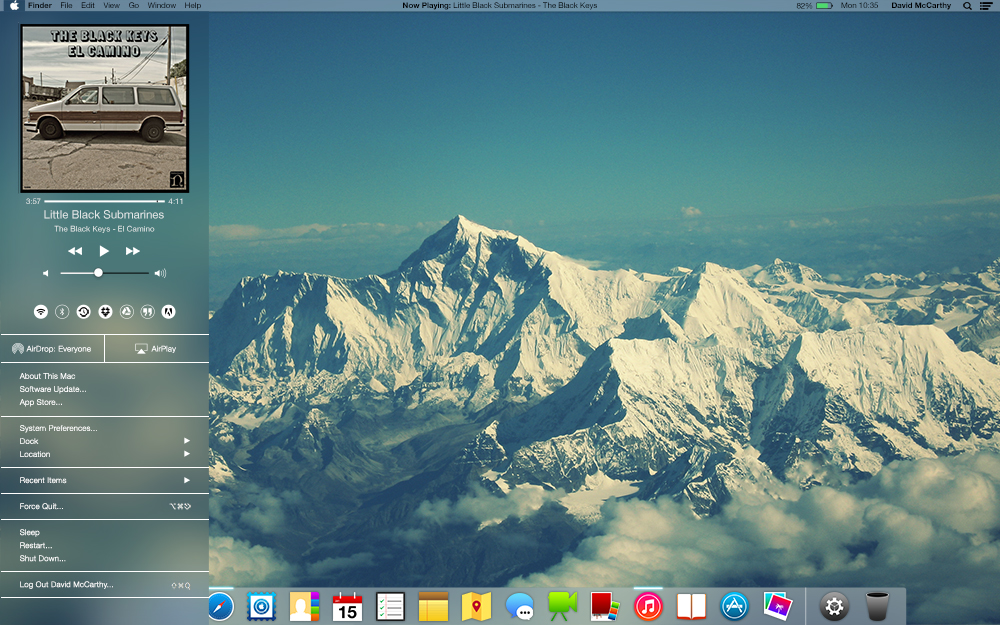 Finder File Edit View Go Window Help
Now Playing: Little Black Submarines - The Black Keys
82% Mon 10:35 David McCarthy
THE BLACK KEYS
EL CAMINO
3:57 4:11
Little Black Submarines
The Black Keys - El Camino
AirDrop: Everyone AirPlay
About This Mac
Software Update...
App Store...
System Preferences...
Dock
Location
Recent Items
Force Quit... ⌥⌘⎋
Sleep
Restart...
Shut Down...
Log Out David McCarthy... ⇧⌘Q
15